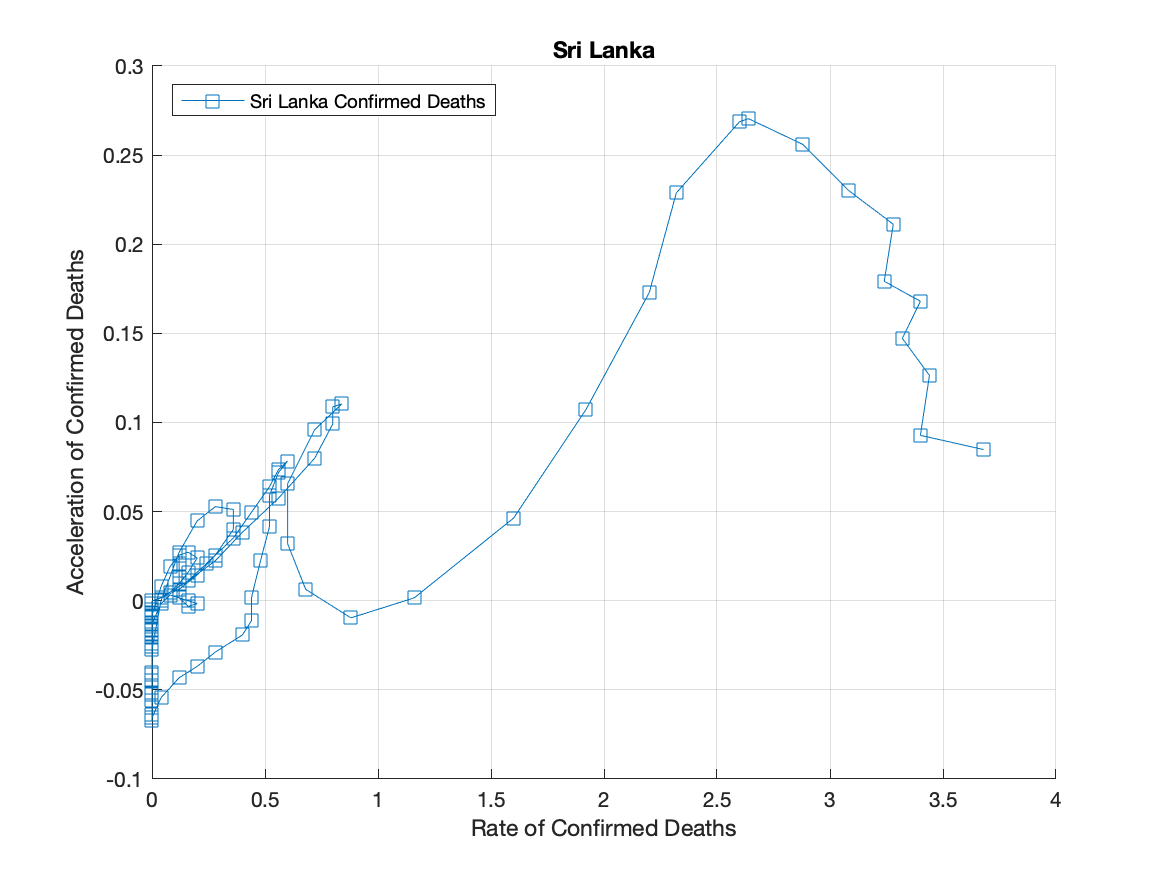 Sri Lanka
Sri Lanka Confirmed Deaths
Acceleration of Confirmed Deaths
0.3
0.25
0.2
0.15
0.1
0.05
0
-0.05
-0.1
0 0.5 1 1.5 2 2.5 3 3.5 4
Rate of Confirmed Deaths